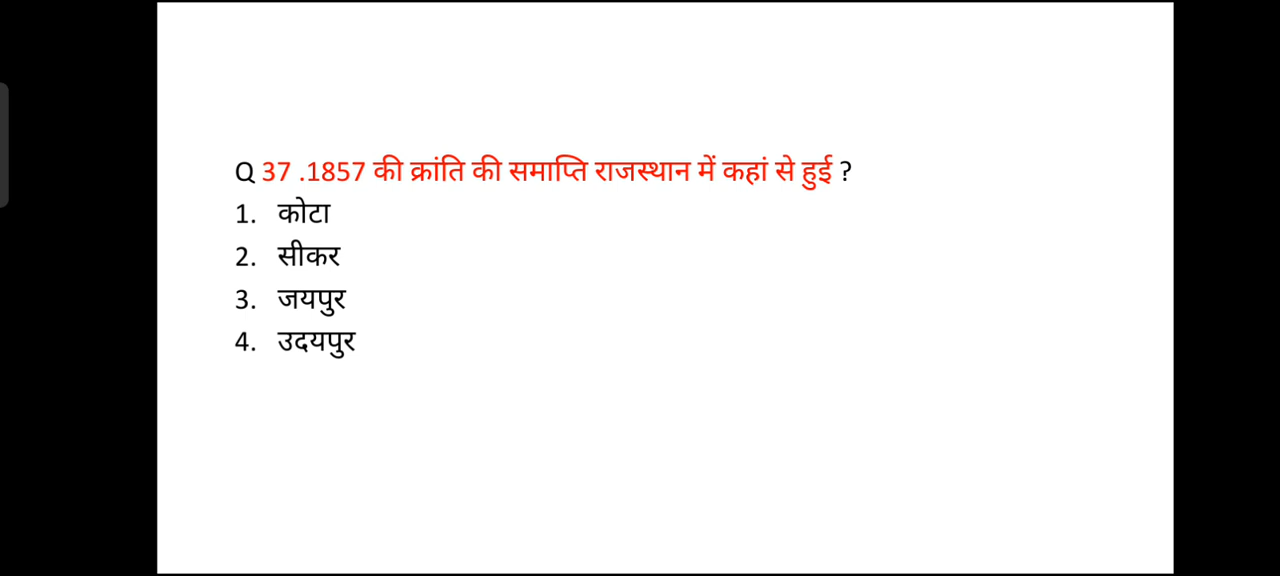 Q 37 .1857 की क्रांति की समाप्ति राजस्थान में कहां से हुई ?
1. कोटा
2. सीकर
3. जयपुर
4. उदयपुर